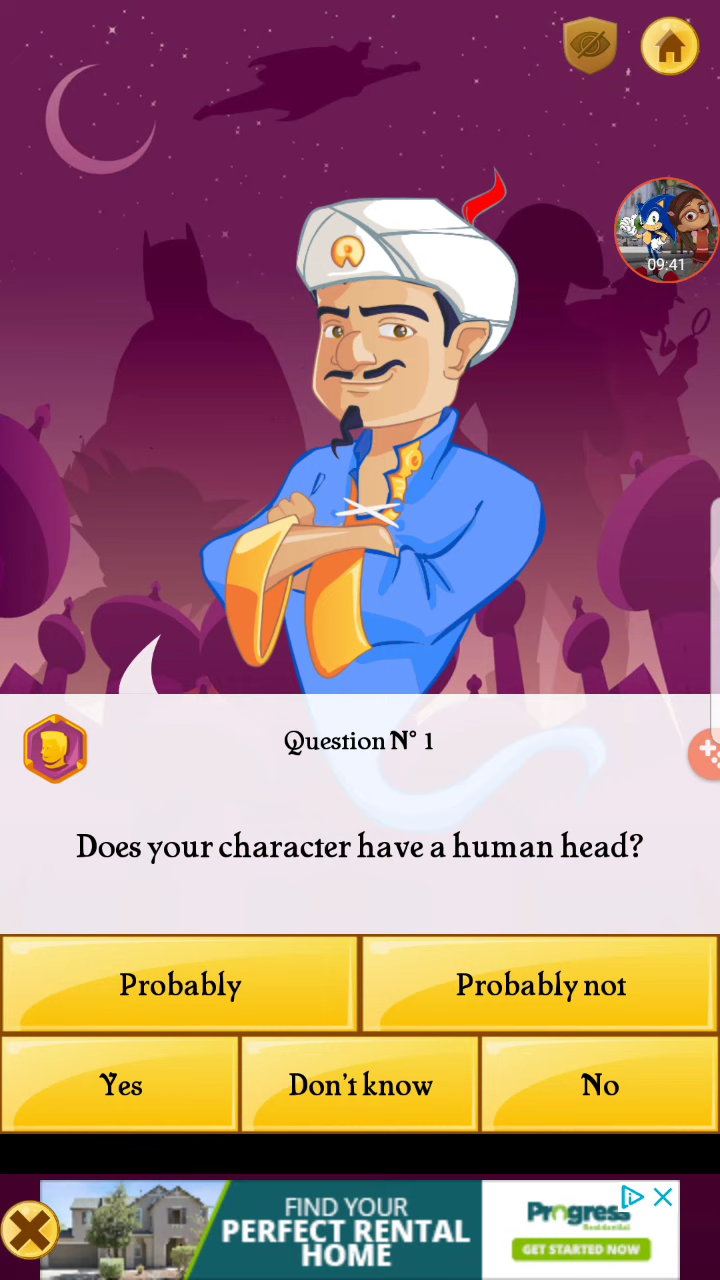 09:41
Question N° 1
Does your character have a human head?
Probably
Probably not
Yes
Don't know
No
FIND YOUR
PERFECT RENTAL
HOME
Progress
Residential
GET STARTED NOW